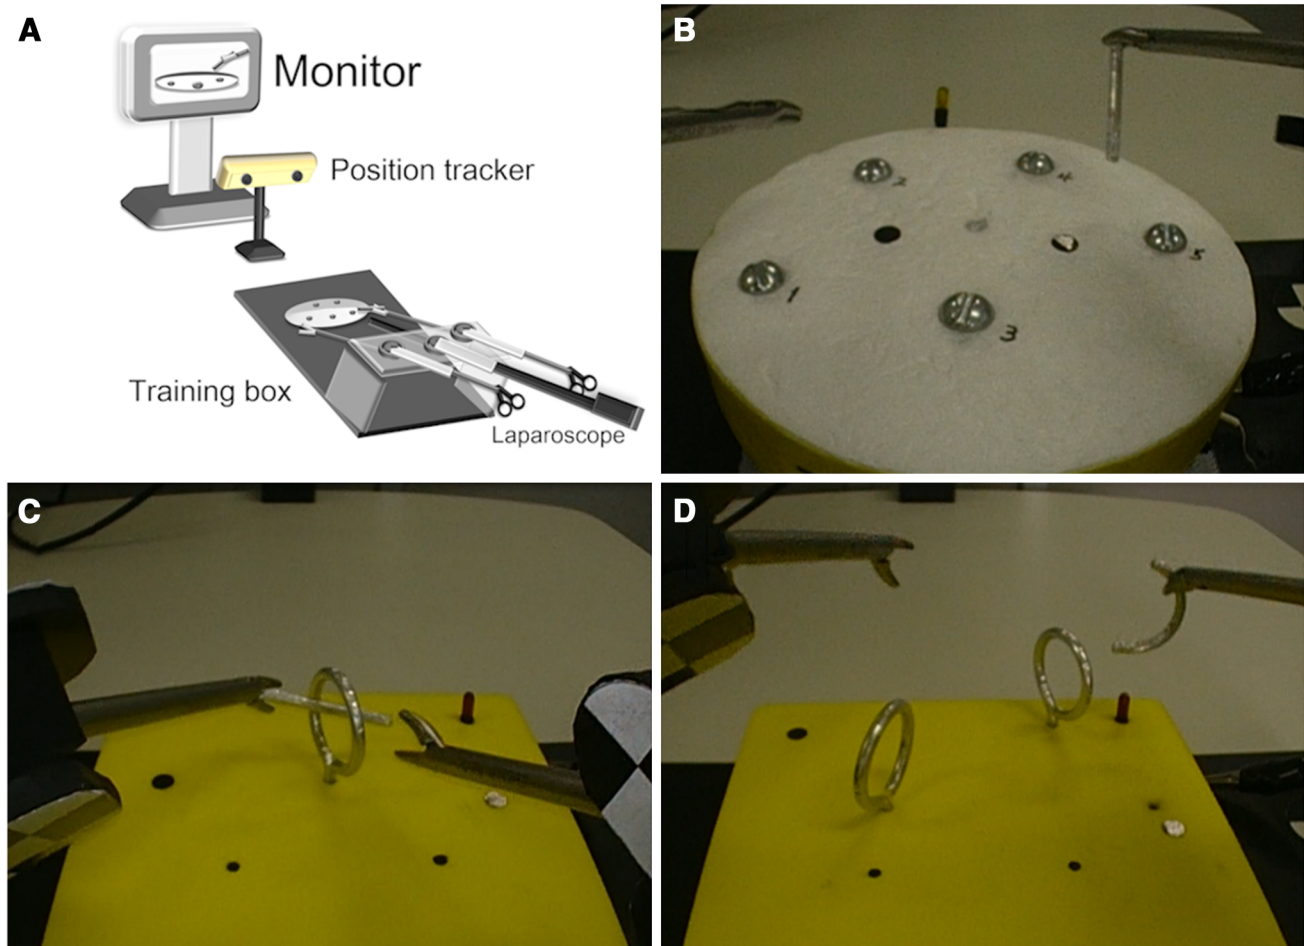 A
Monitor
Position tracker
Training box
Laparoscope
B
2
4
1
5
3
C
D